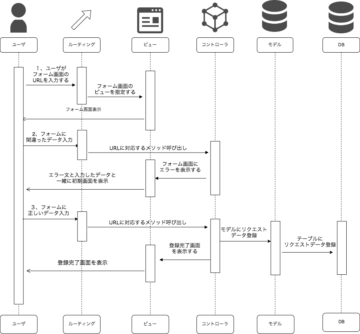 ユーザ
ルーティング
ビュー
コントローラ
モデル
DB
1、ユーザが
フォーム画面の
URLを入力する
フォーム画面の
ビューを指定する
フォーム画面表示
2、フォームに
間違ったデータ入力
URLに対応するメソッド呼び出し
フォーム画面に
エラーを表示する
エラー文と入力したデータと
一緒に初期画面を表示
3、フォームに
正しいデータ入力
URLに対応するメソッド呼び出し
モデルにリクエスト
データ登録
テーブルに
リクエストデータ登録
登録完了画面
を表示する
登録完了画面を表示
ユーザ
ルーティング
ビュー
コントローラ
モデル
DB